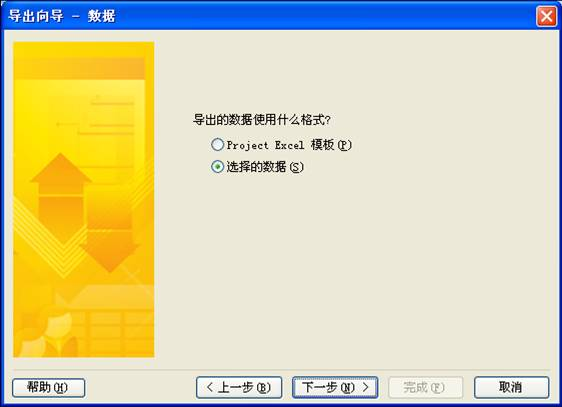 导出向导 - 数据
导出的数据使用什么格式?
Project Excel 模板(P)
选择的数据(S)
帮助(H)
< 上一步(B)
下一步(N) >
完成(F)
取消